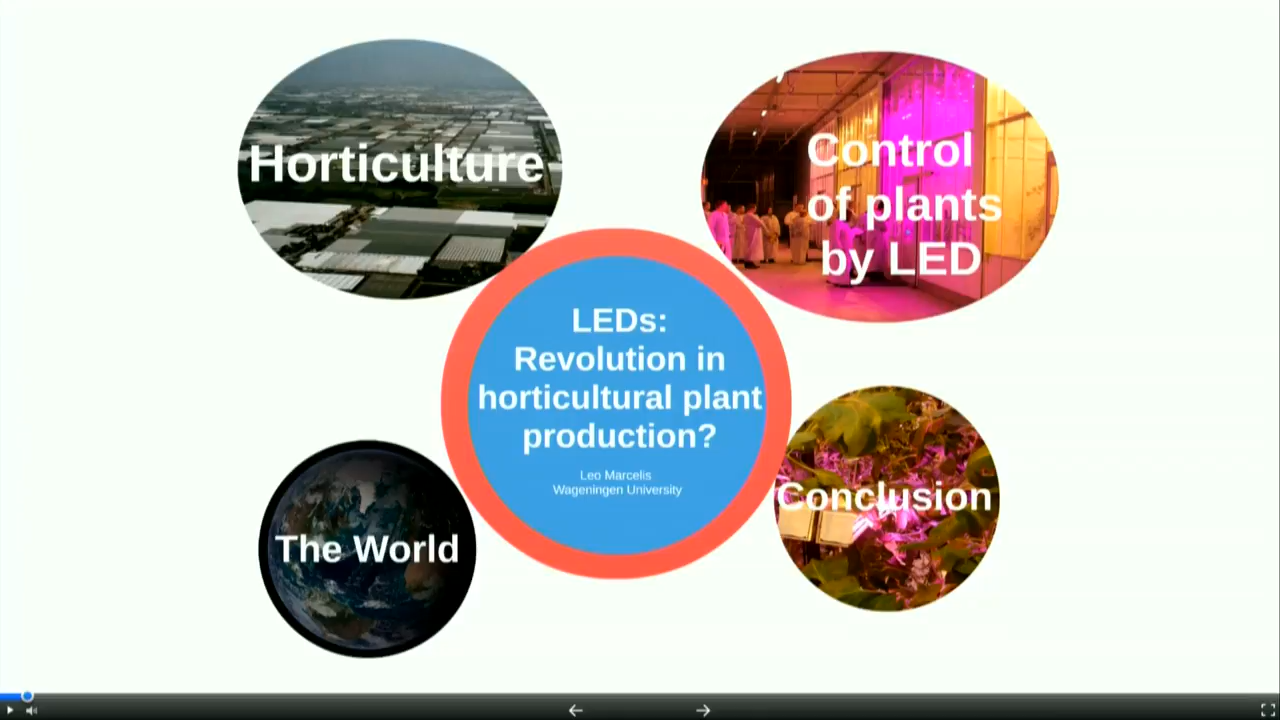 Horticulture
Control
of plants
by LED
LEDs:
Revolution in
horticultural plant
production?
Leo Marcelis
Wageningen University
The World
Conclusion